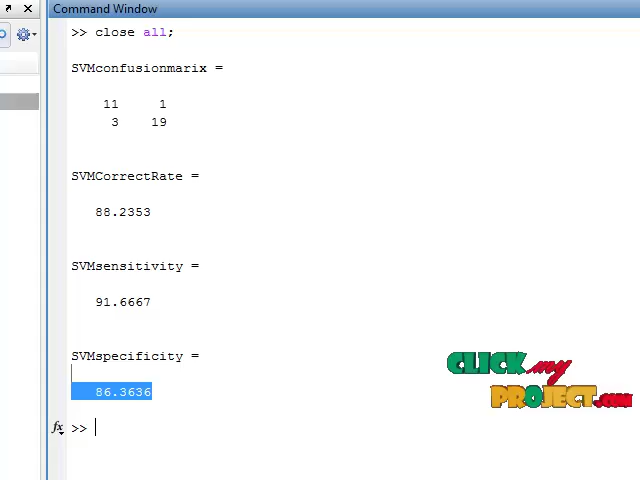 Command Window
>> close all;
SVMconfusionmarix =
11 1
3 19
SVMCorrectRate =
88.2353
SVMsensitivity =
91.6667
SVMspecificity =
86.3636
fx >>
CLICK my
PROJECT.COM